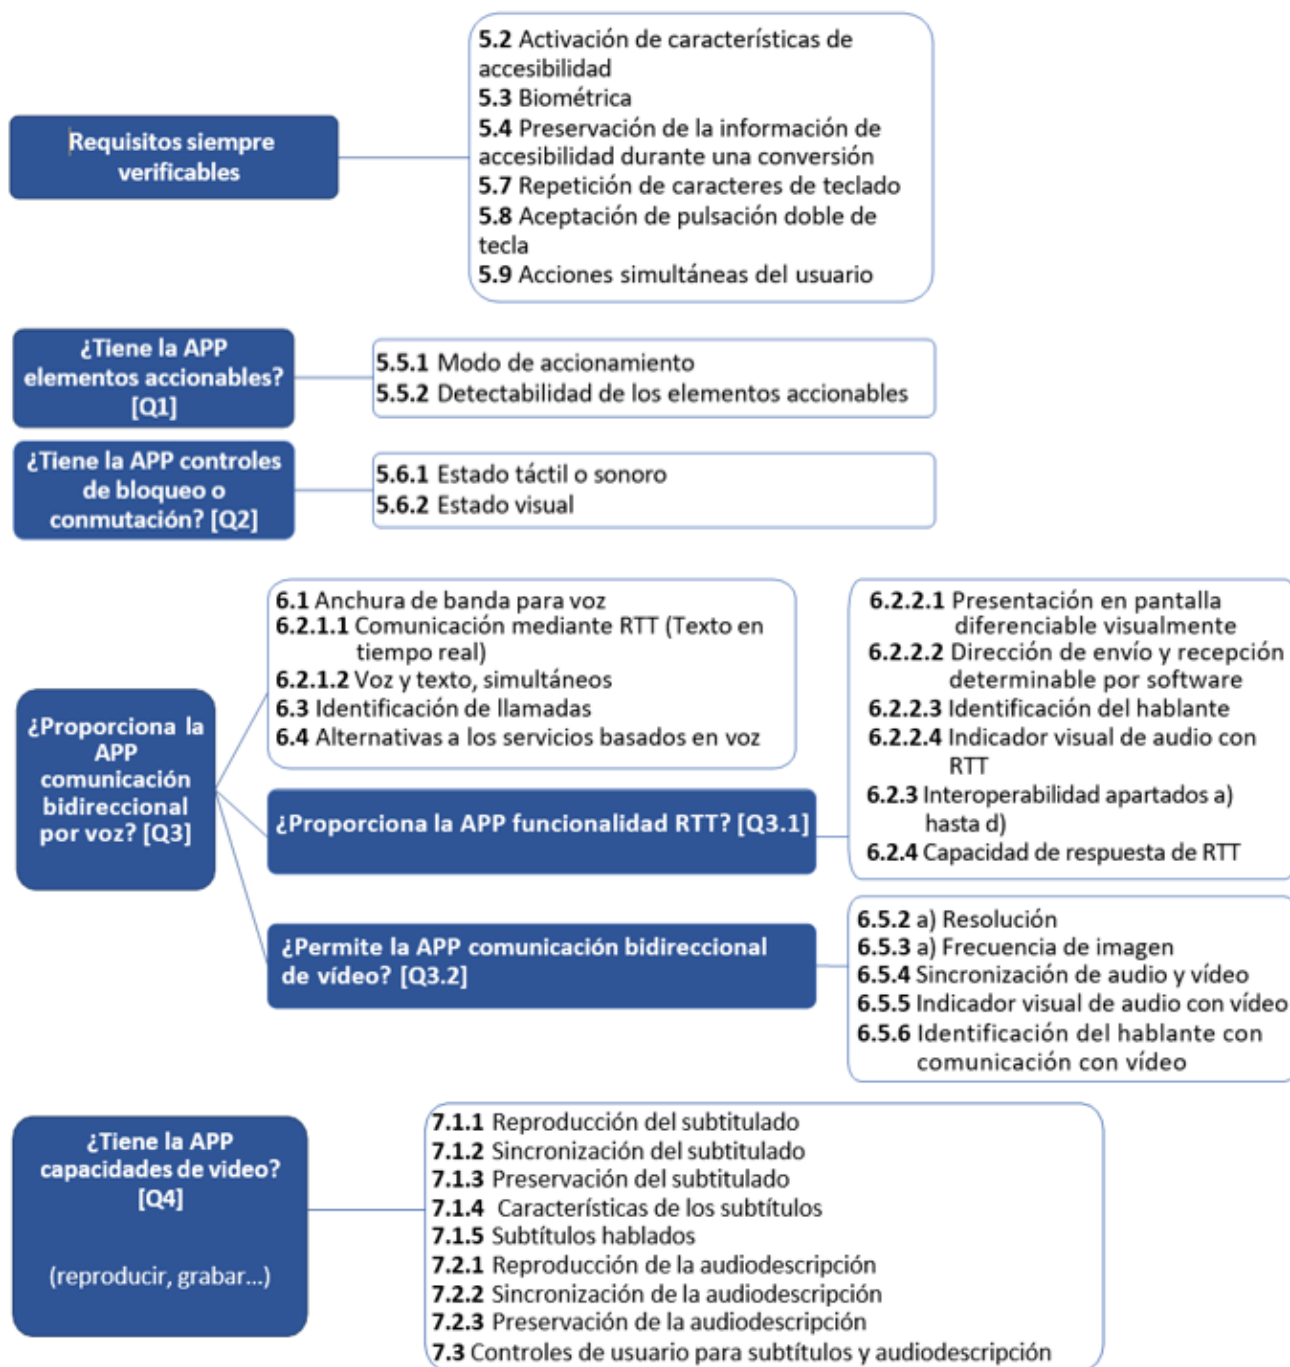 Requisitos siempre
verificables
5.2 Activación de características de
accesibilidad
5.3 Biométrica
5.4 Preservación de la información de
accesibilidad durante una conversión
5.7 Repetición de caracteres de teclado
5.8 Aceptación de pulsación doble de
tecla
5.9 Acciones simultáneas del usuario
¿Tiene la APP
elementos accionables?
[Q1]
5.5.1 Modo de accionamiento
5.5.2 Detectabilidad de los elementos accionables
¿Tiene la APP controles
de bloqueo o
conmutación? [Q2]
5.6.1 Estado táctil o sonoro
5.6.2 Estado visual
¿Proporciona la
APP
comunicación
bidireccional
por voz? [Q3]
6.1 Anchura de banda para voz
6.2.1.1 Comunicación mediante RTT (Texto en
tiempo real)
6.2.1.2 Voz y texto, simultáneos
6.3 Identificación de llamadas
6.4 Alternativas a los servicios basados en voz
¿Proporciona la APP funcionalidad RTT? [Q3.1]
6.2.2.1 Presentación en pantalla
diferenciable visualmente
6.2.2.2 Dirección de envío y recepción
determinable por software
6.2.2.3 Identificación del hablante
6.2.2.4 Indicador visual de audio con
RTT
6.2.3 Interoperabilidad apartados a)
hasta d)
6.2.4 Capacidad de respuesta de RTT
¿Permite la APP comunicación bidireccional
de vídeo? [Q3.2]
6.5.2 a) Resolución
6.5.3 a) Frecuencia de imagen
6.5.4 Sincronización de audio y vídeo
6.5.5 Indicador visual de audio con vídeo
6.5.6 Identificación del hablante con
comunicación con vídeo
¿Tiene la APP
capacidades de video?
[Q4]
(reproducir, grabar...)
7.1.1 Reproducción del subtitulado
7.1.2 Sincronización del subtitulado
7.1.3 Preservación del subtitulado
7.1.4 Características de los subtítulos
7.1.5 Subtítulos hablados
7.2.1 Reproducción de la audiodescripción
7.2.2 Sincronización de la audiodescripción
7.2.3 Preservación de la audiodescripción
7.3 Controles de usuario para subtítulos y audiodescripción